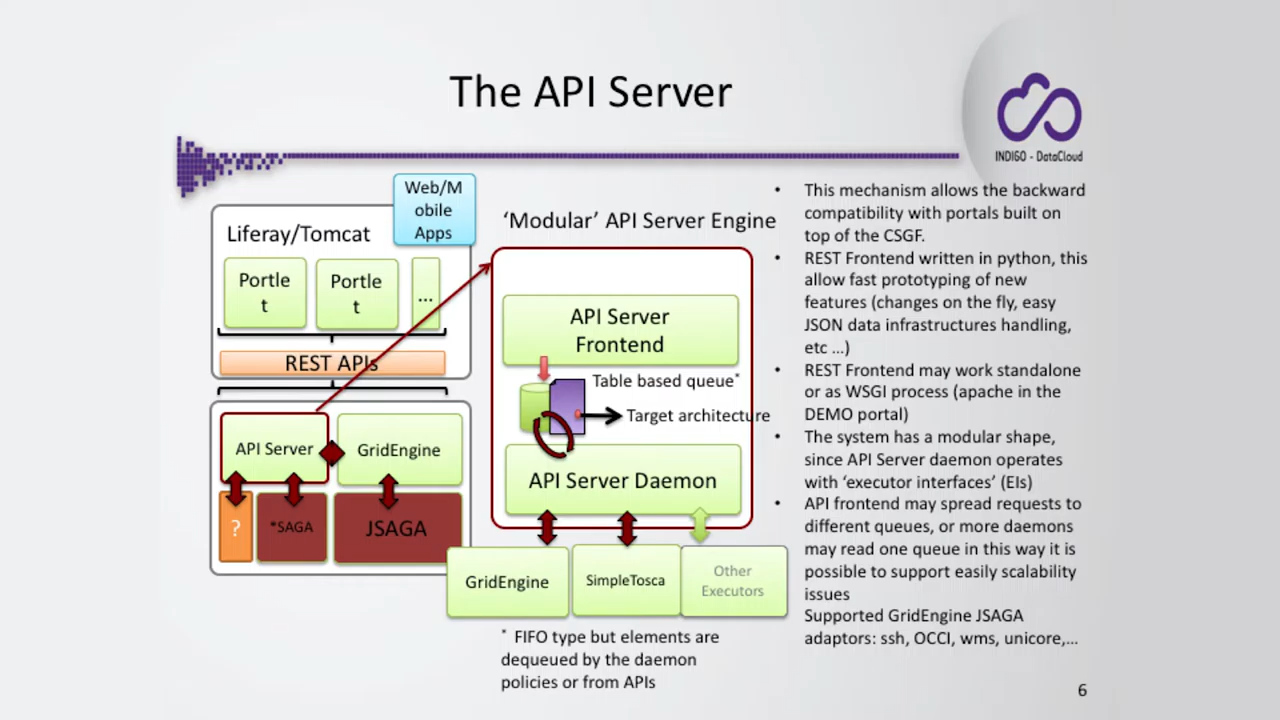 The API Server
INDIGO - DataCloud
Web/M
obile
Apps
Liferay/Tomcat
Portle
t
Portle
t
...
REST APIs
API Server
GridEngine
?
*SAGA
JSAGA
‘Modular’ API Server Engine
API Server
Frontend
Table based queue*
Target architecture
API Server Daemon
GridEngine
SimpleTosca
Other
Executors
* FIFO type but elements are
dequeued by the daemon
policies or from APIs
• This mechanism allows the backward
compatibility with portals built on
top of the CSGF.
• REST Frontend written in python, this
allow fast prototyping of new
features (changes on the fly, easy
JSON data infrastructures handling,
etc ...)
• REST Frontend may work standalone
or as WSGI process (apache in the
DEMO portal)
• The system has a modular shape,
since API Server daemon operates
with ‘executor interfaces’ (EIs)
• API frontend may spread requests to
different queues, or more daemons
may read one queue in this way it is
possible to support easily scalability
issues
Supported GridEngine JSAGA
adaptors: ssh, OCCI, wms, unicore,...
6